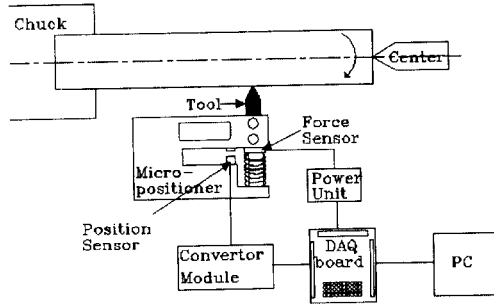 Chuck
Center
Tool
Force
Sensor
Micro-
positioner
Power
Unit
Position
Sensor
Convertor
Module
DAQ
board
PC